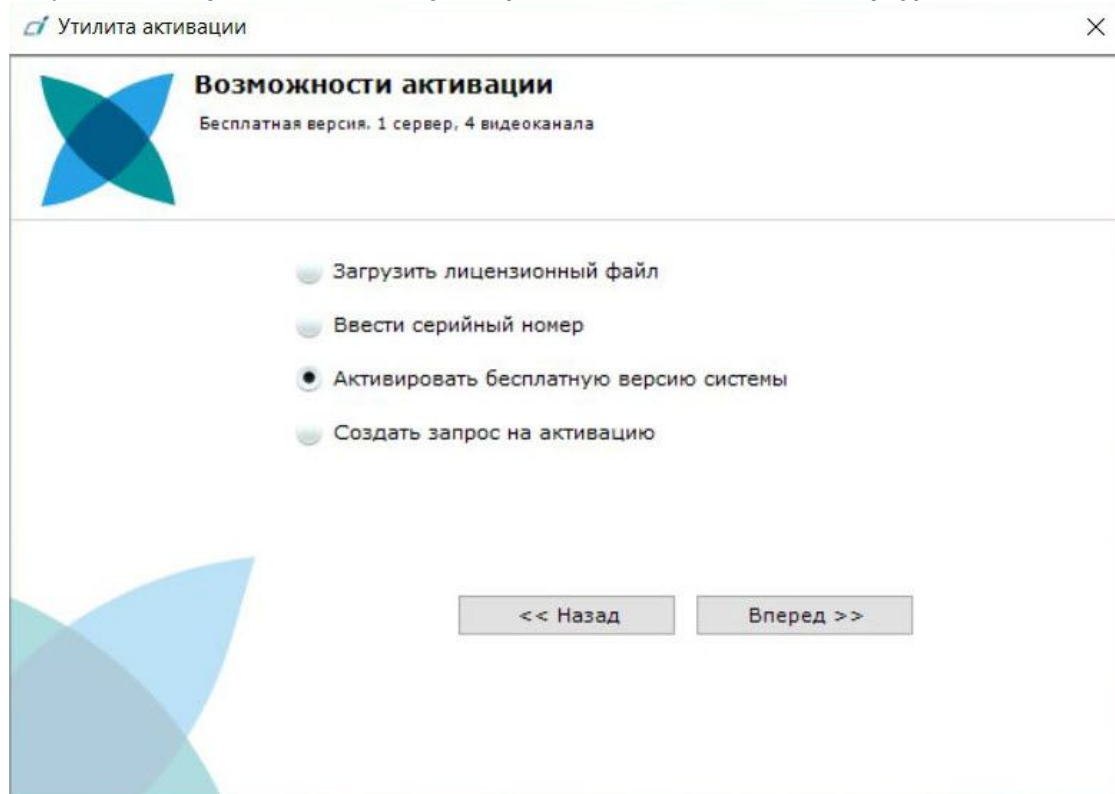 Утилита активации
Возможности активации
Бесплатная версия. 1 сервер, 4 видеоканала
Загрузить лицензионный файл
Ввести серийный номер
Активировать бесплатную версию системы
Создать запрос на активацию
<< Назад
Вперед >>